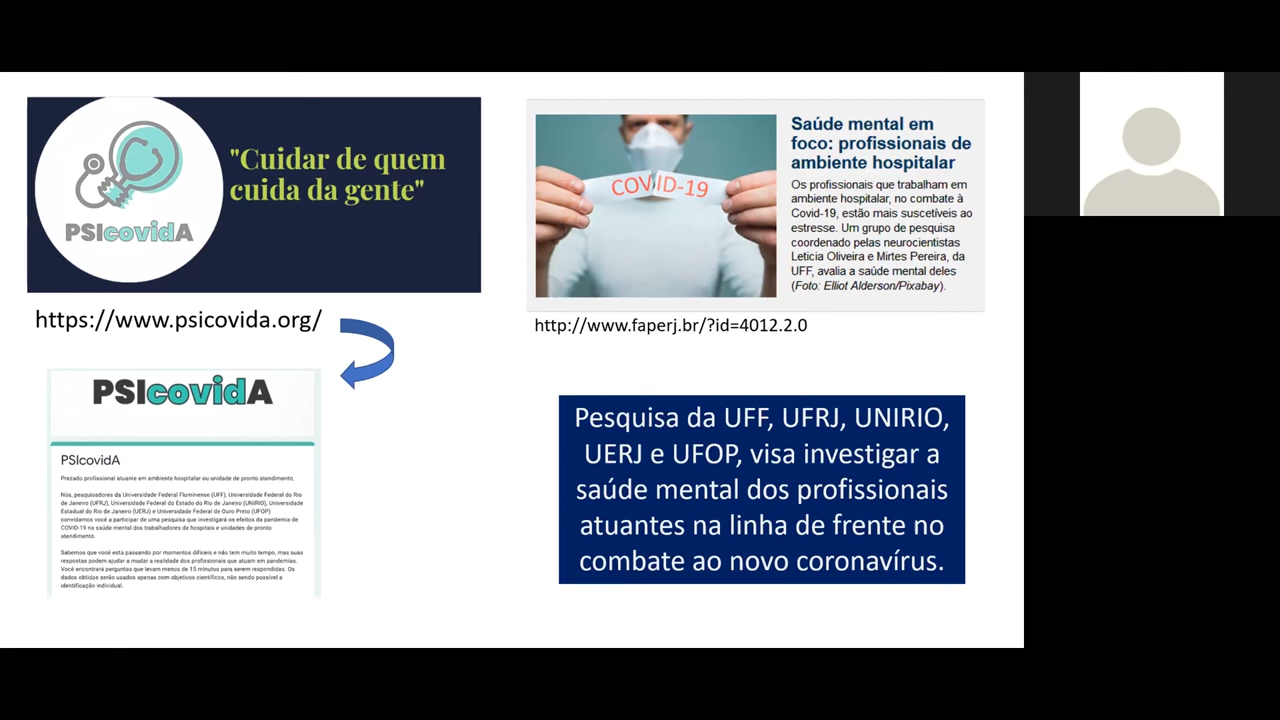 "Cuidar de quem
cuida da gente"
PSIcovidA
https://www.psicovida.org/
PSIcovidA
PSIcovidA
Prezado profissional atuante em ambiente hospitalar ou unidade de pronto atendimento,
Nós, pesquisadores da Universidade Federal Fluminense (UFF), Universidade Federal do Rio
de Janeiro (UFRJ), Universidade Federal do Estado do Rio de Janeiro (UNIRIO), Universidade
Estadual do Rio de Janeiro (UERJ) e Universidade Federal de Ouro Preto (UFOP)
convidamos você a participar de uma pesquisa que investigará os efeitos da pandemia de
COVID-19 na saúde mental dos trabalhadores de hospitais e unidades de pronto
atendimento.
Sabemos que você está passando por momentos difíceis e não tem muito tempo, mas suas
respostas podem ajudar a mudar a realidade dos profissionais que atuam em pandemias.
Você encontrará perguntas que levam menos de 15 minutos para serem respondidas. Os
dados obtidos serão usados apenas com objetivos científicos, não sendo possível a
identificação individual.
COVID-19
Saúde mental em
foco: profissionais de
ambiente hospitalar
Os profissionais que trabalham em
ambiente hospitalar, no combate à
Covid-19, estão mais suscetíveis ao
estresse. Um grupo de pesquisa
coordenado pelas neurocientistas
Leticia Oliveira e Mirtes Pereira, da
UFF, avalia a saúde mental deles
(Foto: Elliot Alderson/Pixabay).
http://www.faperj.br/?id=4012.2.0
Pesquisa da UFF, UFRJ, UNIRIO,
UERJ e UFOP, visa investigar a
saúde mental dos profissionais
atuantes na linha de frente no
combate ao novo coronavírus.